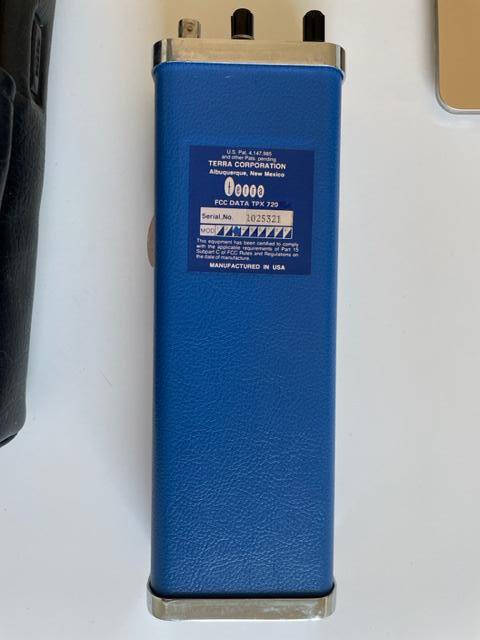 U.S. Pat. 4,147,985
and other Pats. pending
TERRA CORPORATION
Albuquerque, New Mexico
terra
FCC DATA TPX 720
Serial.No. 1025321
MOD
This equipment has been certified to comply
with the applicable requirements of Part 15
Subpart C of FCC Rules and Regulations on
the date of manufacture.
MANUFACTURED IN USA